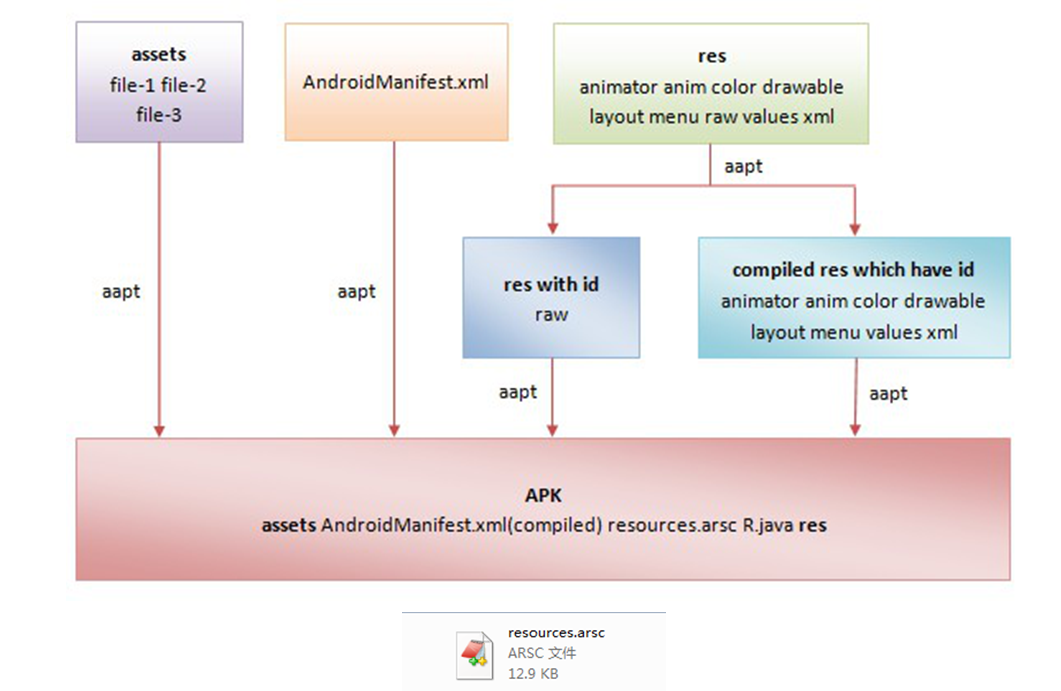 assets
file-1 file-2
file-3
AndroidManifest.xml
res
animator anim color drawable
layout menu raw values xml
aapt
aapt
aapt
res with id
raw
compiled res which have id
animator anim color drawable
layout menu values xml
aapt
aapt
APK
assets AndroidManifest.xml(compiled) resources.arsc R.java res
resources.arsc
ARSC 文件
12.9 KB